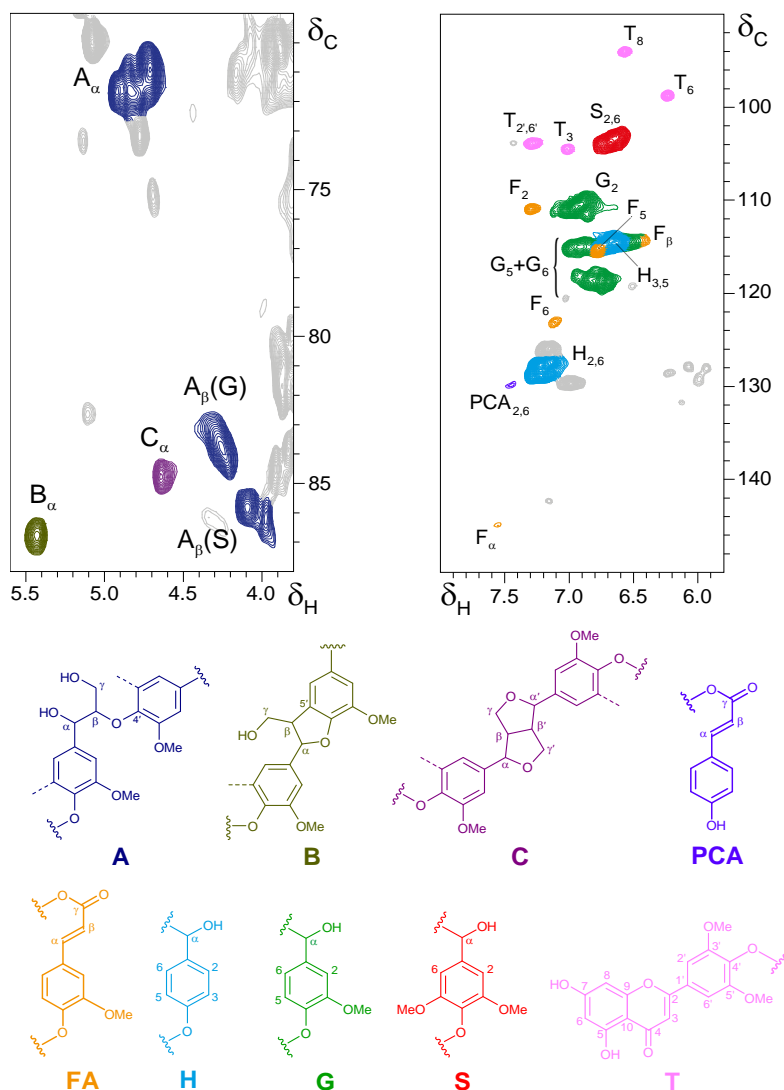 δC
Aα
75
80
Aβ(G)
Cα
Bα
85
Aβ(S)
5.5 5.0 4.5 4.0
δH
δC
T8
T6
100
S2,6
T2',6' T3
G2
F2
110
F5
Fβ
G5+G6
H3,5
120
F6
H2,6
130
PCA2,6
140
Fα
7.5 7.0 6.5 6.0
δH
HO γ
HO α β O 4'
OMe
OMe
O
A
γ 5'
HO β OMe
α O
OMe
O
B
OMe
O
O α'
γ β'
β γ'
α O
O
OMe
C
O γ O
β
α
OH
PCA
O γ O
β
α
OMe
O
FA
OH
α
6 2
5 3
O
H
OH
α
6 2
5 OMe
O
G
OH
α
6 2
MeO OMe
O
S
OMe
3'
2' 4' O
HO 8 1' 5' OMe
7 9 O 2 6'
6 10 3
5 4
OH O
T